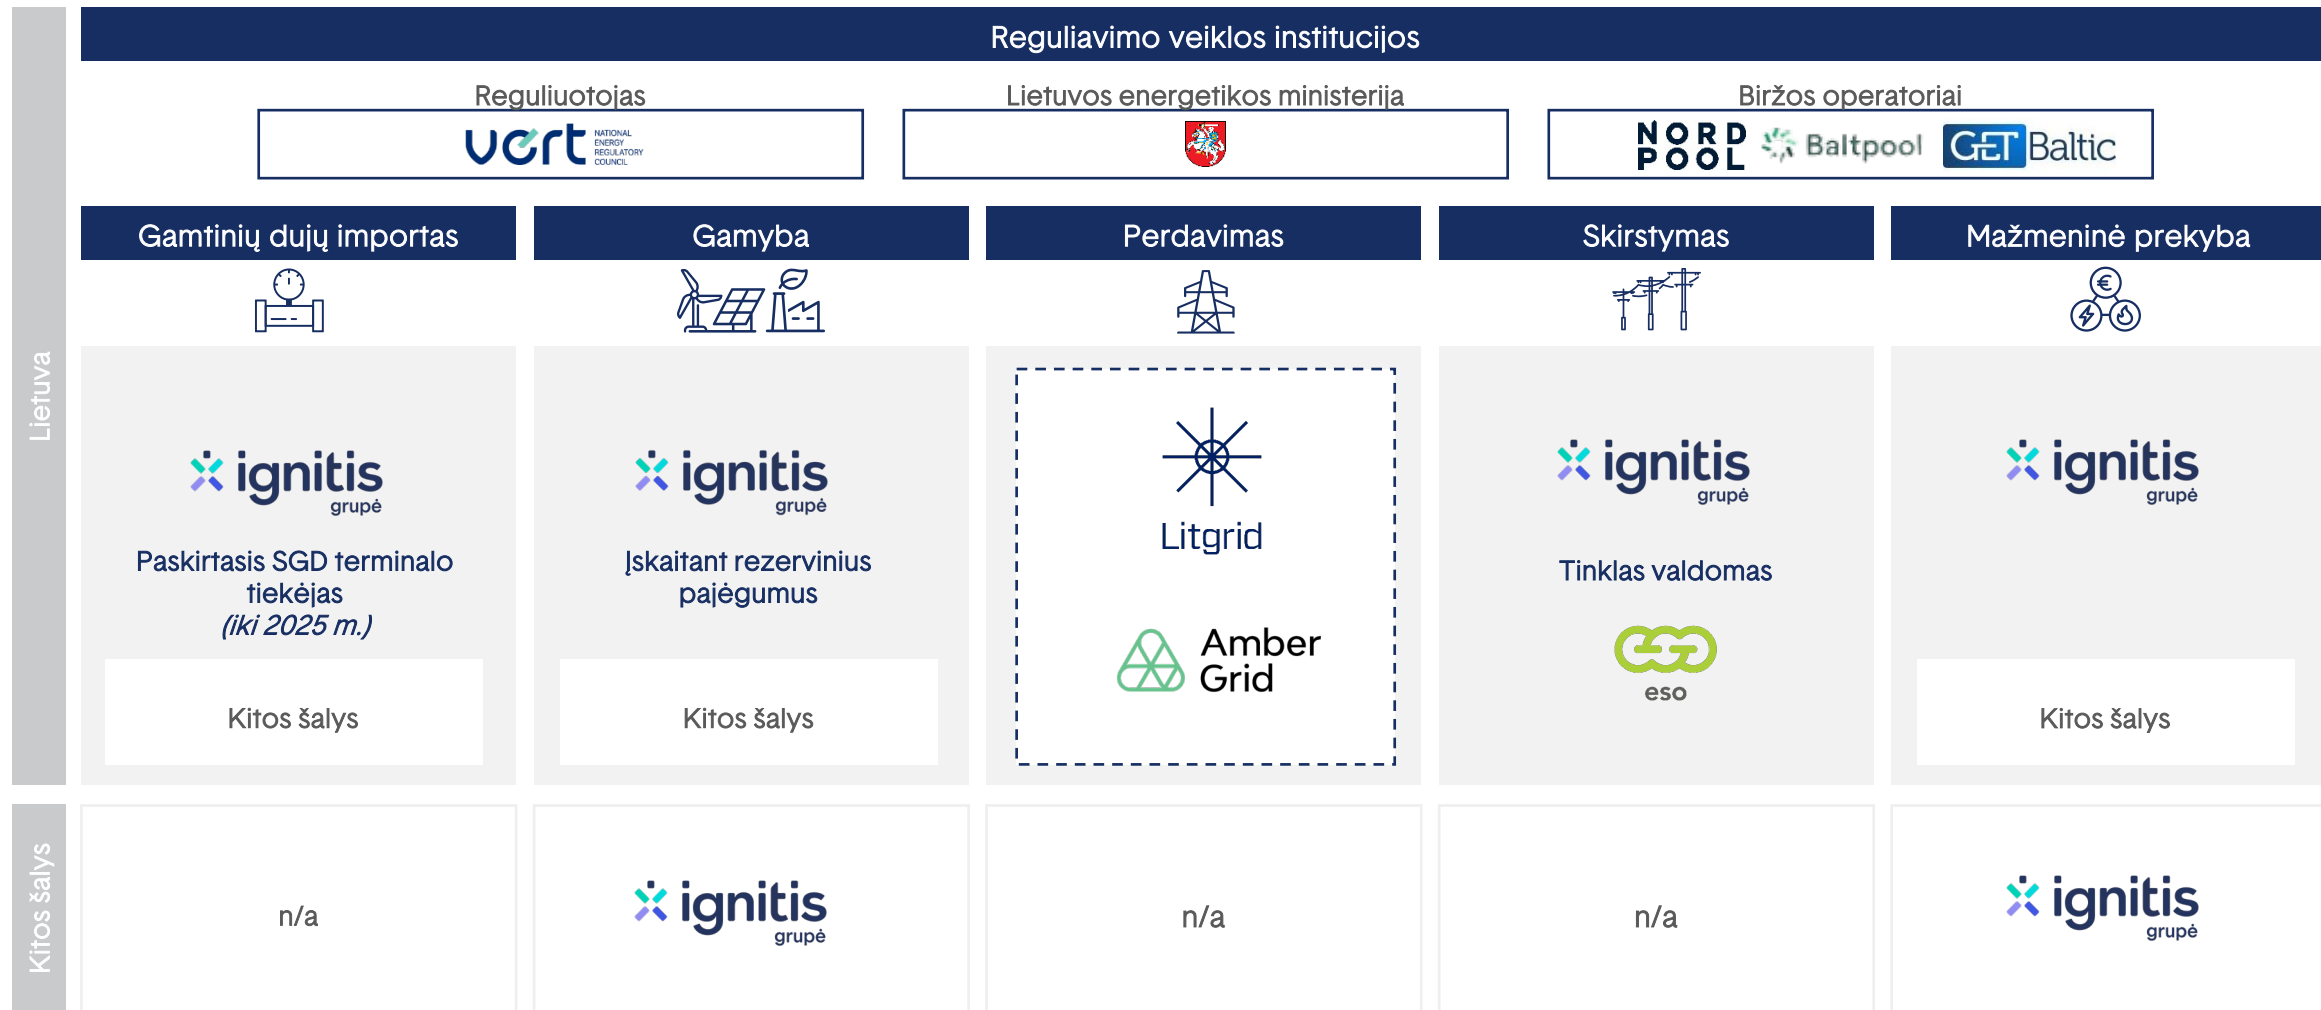 Reguliavimo veiklos institucijos
Reguliuotojas
Lietuvos energetikos ministerija
Biržos operatoriai
vert
NATIONAL
ENERGY
REGULATORY
COUNCIL
NORD
POOL
Baltpool
GET Baltic
Lietuva
Gamtinių dujų importas
Gamyba
Perdavimas
Skirstymas
Mažmeninė prekyba
ignitis
grupė
Paskirtasis SGD terminalo
tiekėjas
(iki 2025 m.)
Kitos šalys
ignitis
grupė
Įskaitant rezervinius
pajėgumus
Kitos šalys
Litgrid
Amber
Grid
ignitis
grupė
Tinklas valdomas
eso
ignitis
grupė
Kitos šalys
Kitos šalys
n/a
ignitis
grupė
n/a
n/a
ignitis
grupė